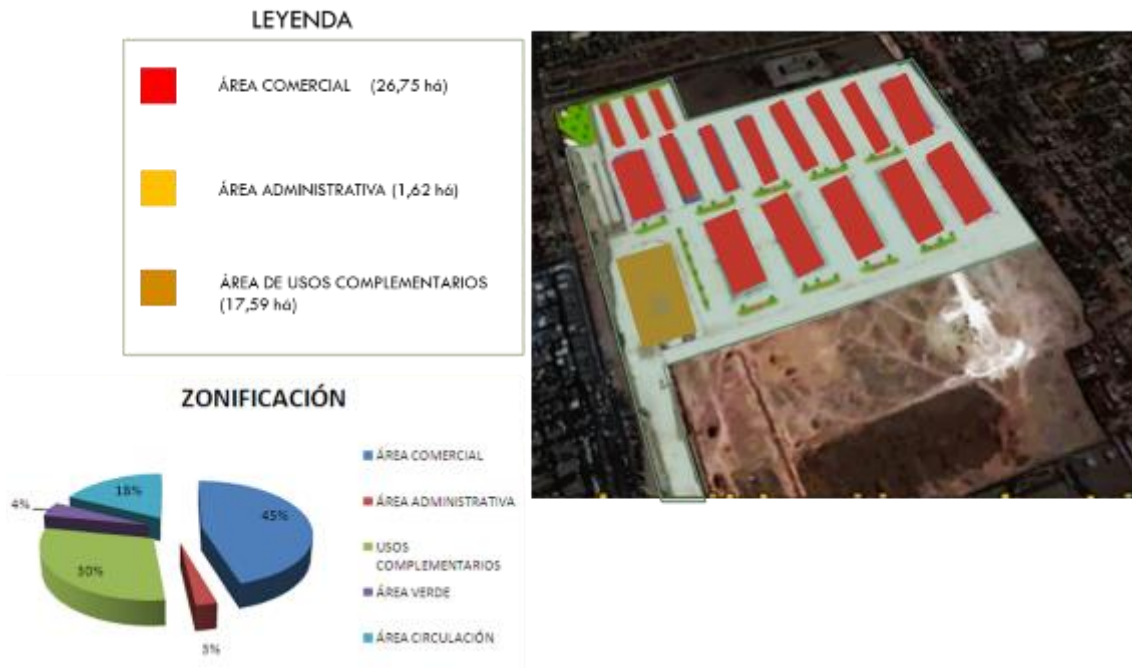 LEYENDA
ÁREA COMERCIAL (26,75 há)
ÁREA ADMINISTRATIVA (1,62 há)
ÁREA DE USOS COMPLEMENTARIOS
(17,59 há)
ZONIFICACIÓN
18%
4%
45%
30%
3%
ÁREA COMERCIAL
ÁREA ADMINISTRATIVA
USOS
COMPLEMENTARIOS
ÁREA VERDE
ÁREA CIRCULACIÓN